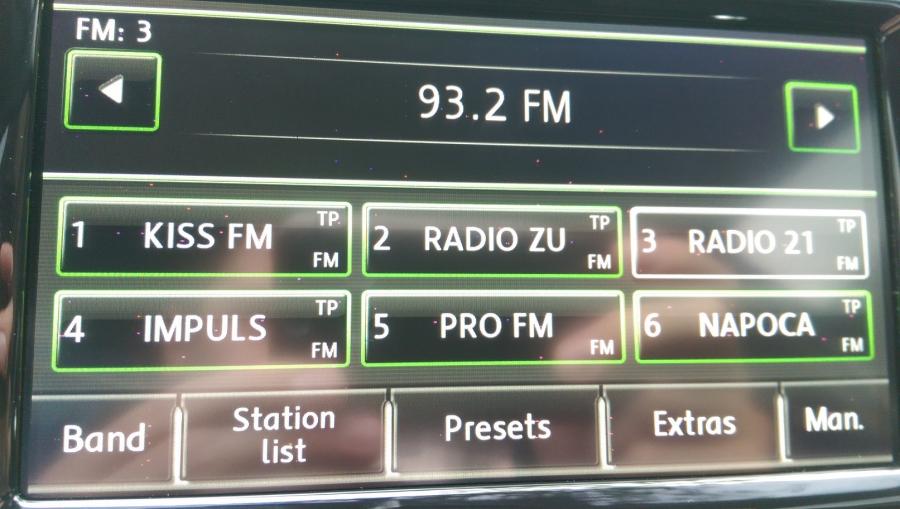 FM: 3
93.2 FM
1 KISS FM TP FM
2 RADIO ZU TP FM
3 RADIO 21 TP FM
4 IMPULS TP FM
5 PRO FM FM
6 NAPOCA TP FM
Band
Station
list
Presets
Extras
Man.